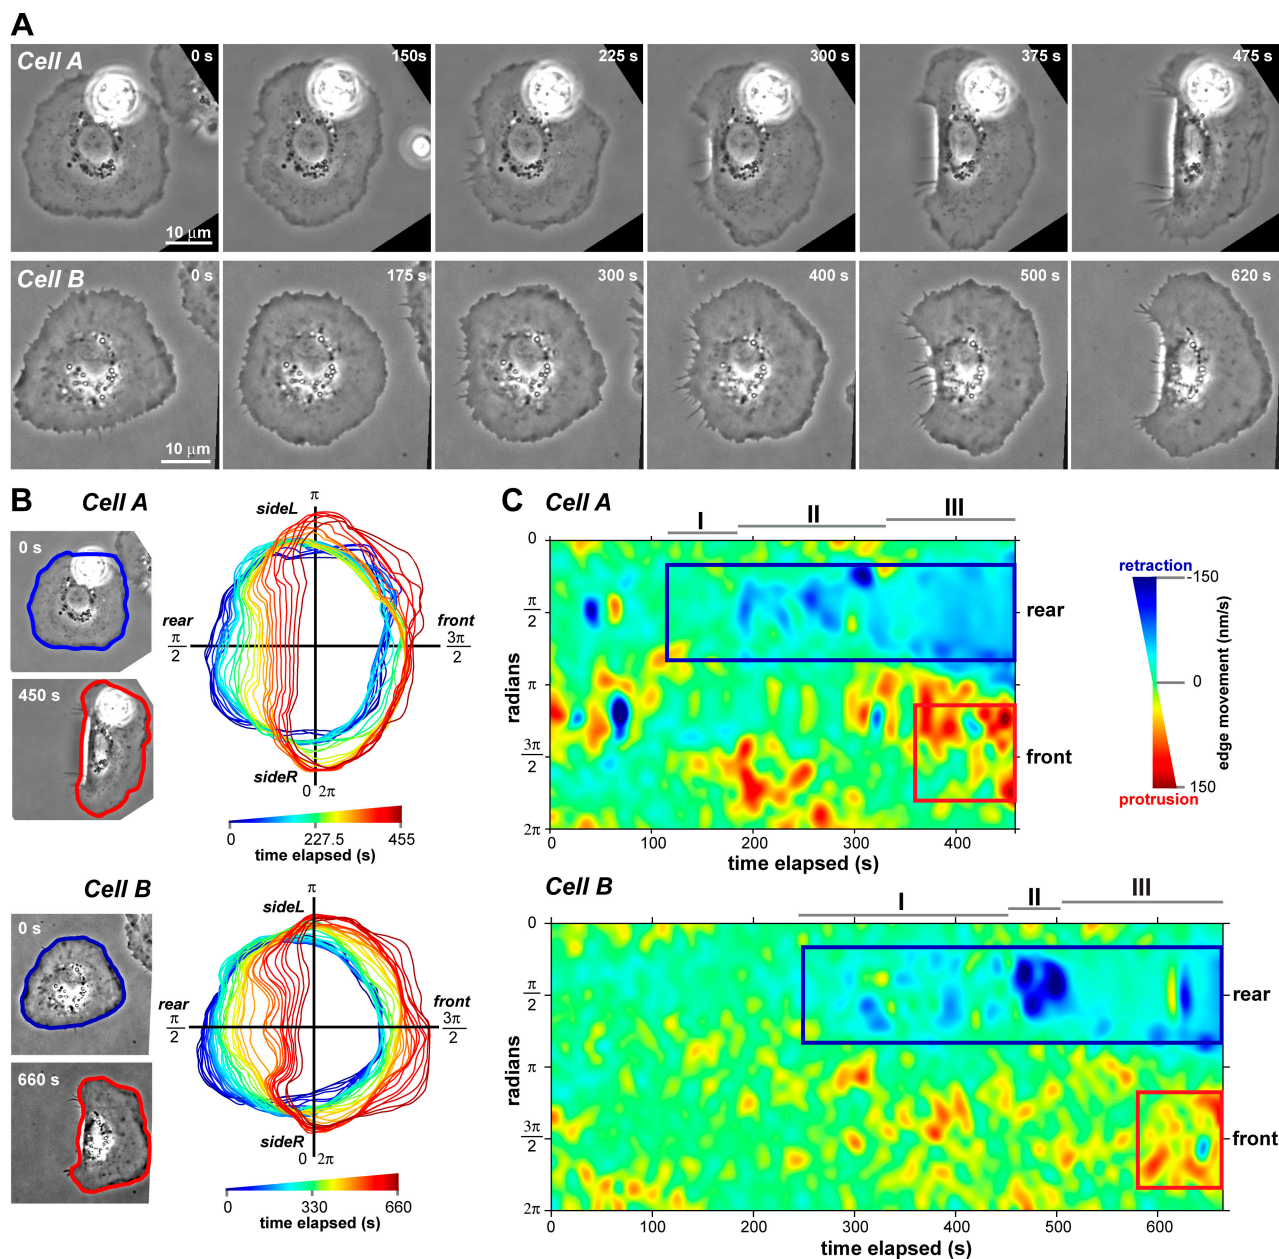 A
Cell A
0 s
150s
225 s
300 s
375 s
475 s
10 μm
Cell B
0 s
175 s
300 s
400 s
500 s
620 s
10 μm
B
Cell A
0 s
450 s
π
sideL
rear
π
2
front
3π
2
sideR
0 2π
0
227.5
455
time elapsed (s)
Cell B
0 s
660 s
π
sideL
rear
π
2
front
3π
2
sideR
0 2π
0
330
660
time elapsed (s)
C
Cell A
I
II
III
0
π
2
π
3π
2
2π
radians
rear
front
0
100
200
300
400
time elapsed (s)
retraction
-150
0
150
protrusion
edge movement (nm/s)
Cell B
I
II
III
0
π
2
π
3π
2
2π
radians
rear
front
0
100
200
300
400
500
600
time elapsed (s)